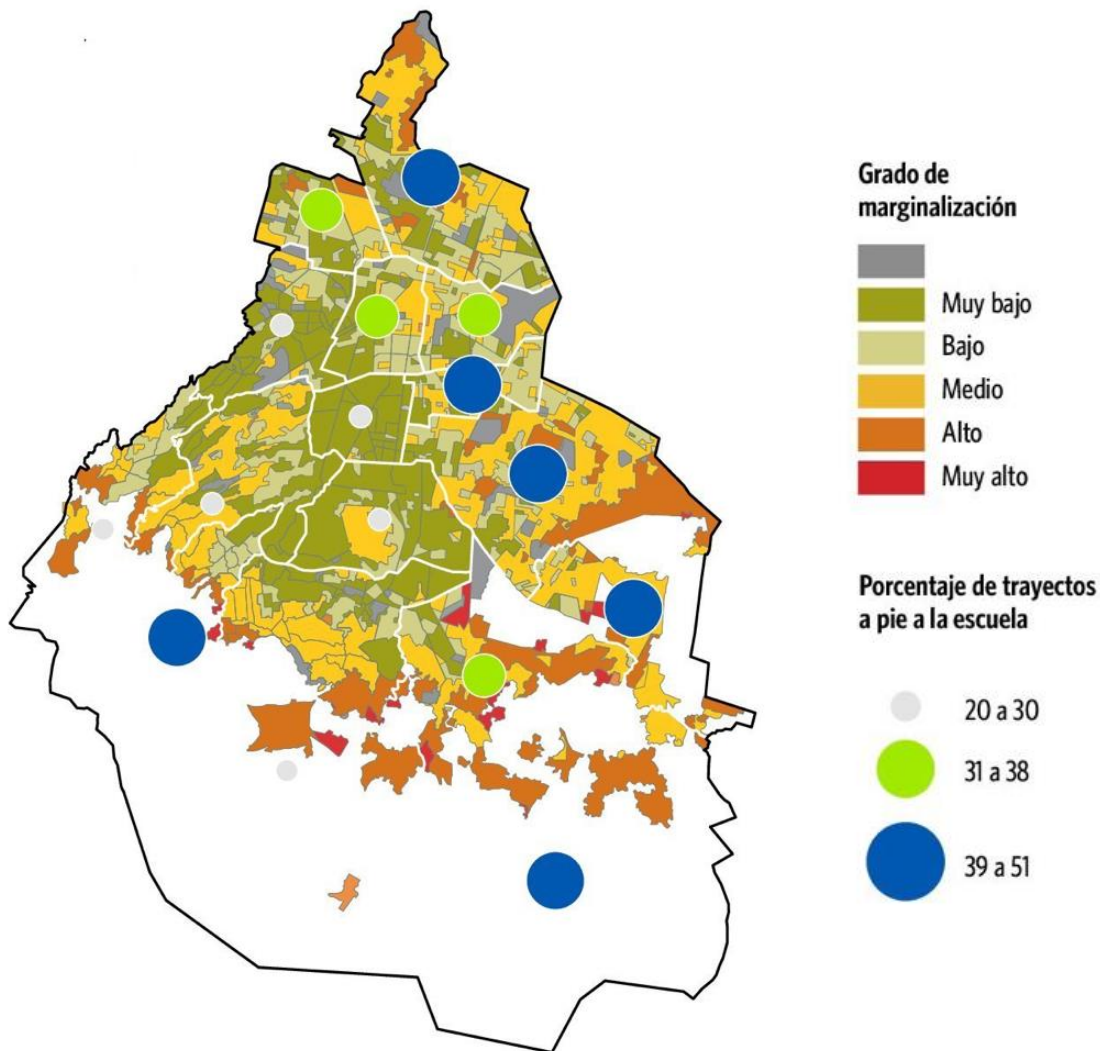 Grado de
marginalización
Muy bajo
Bajo
Medio
Alto
Muy alto
Porcentaje de trayectos
a pie a la escuela
20 a 30
31 a 38
39 a 51